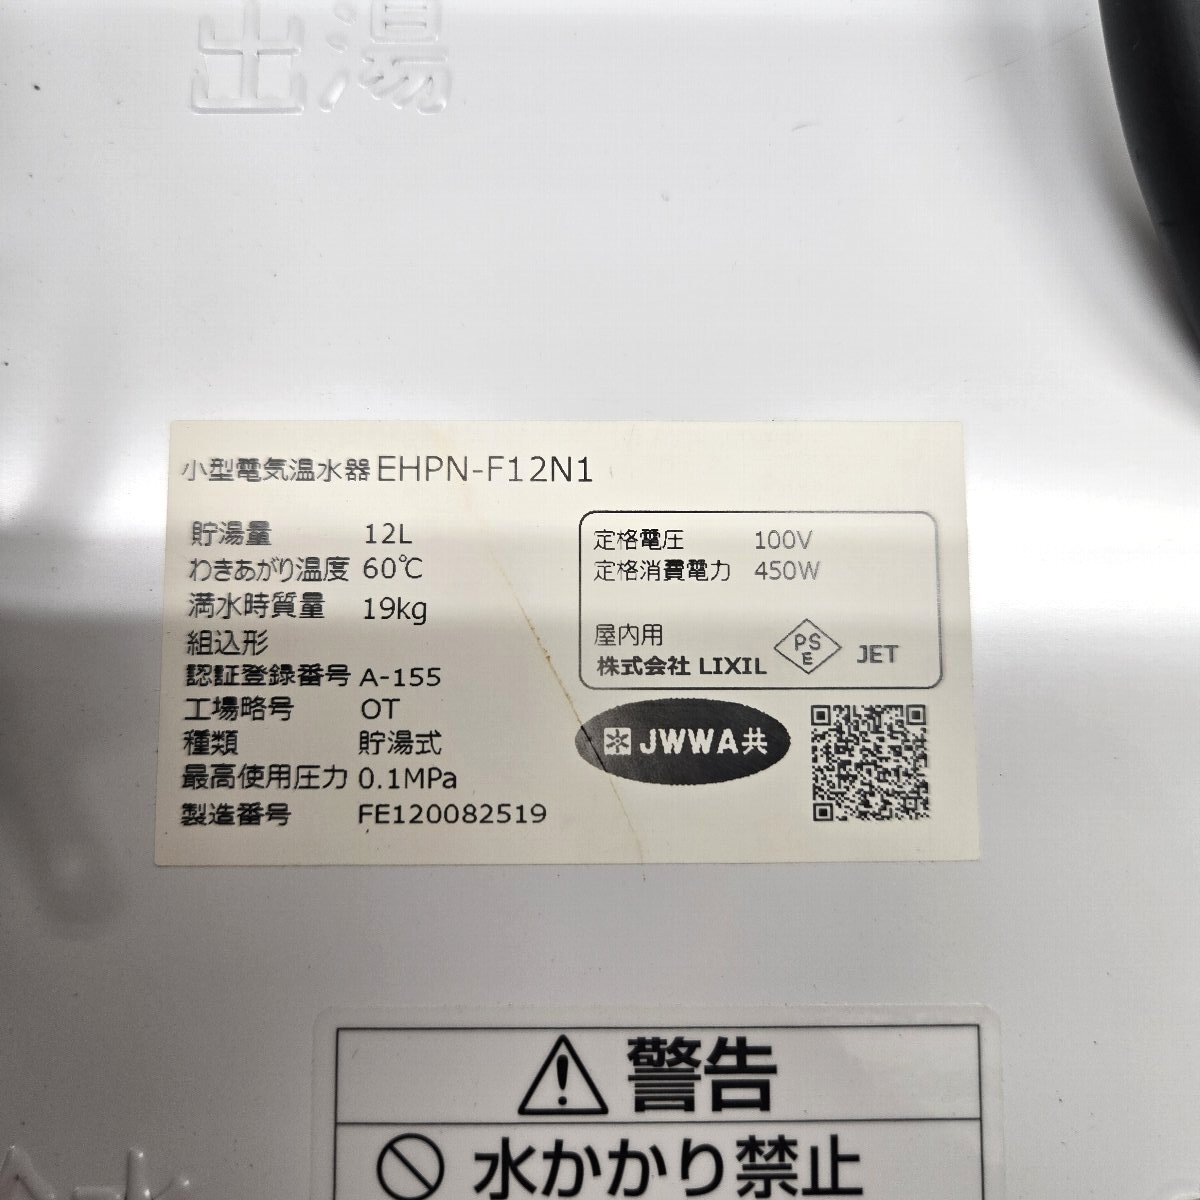 出湯
小型電気温水器 EHPN-F12N1
貯湯量 12L
わきあがり温度 60℃
満水時質量 19kg
組込形
認証登録番号 A-155
工場略号 OT
種類 貯湯式
最高使用圧力 0.1MPa
製造番号 FE120082519
定格電圧 100V
定格消費電力 450W
屋内用
株式会社 LIXIL
PS
E
JET
JWWA共
警告
水かかり禁止
水